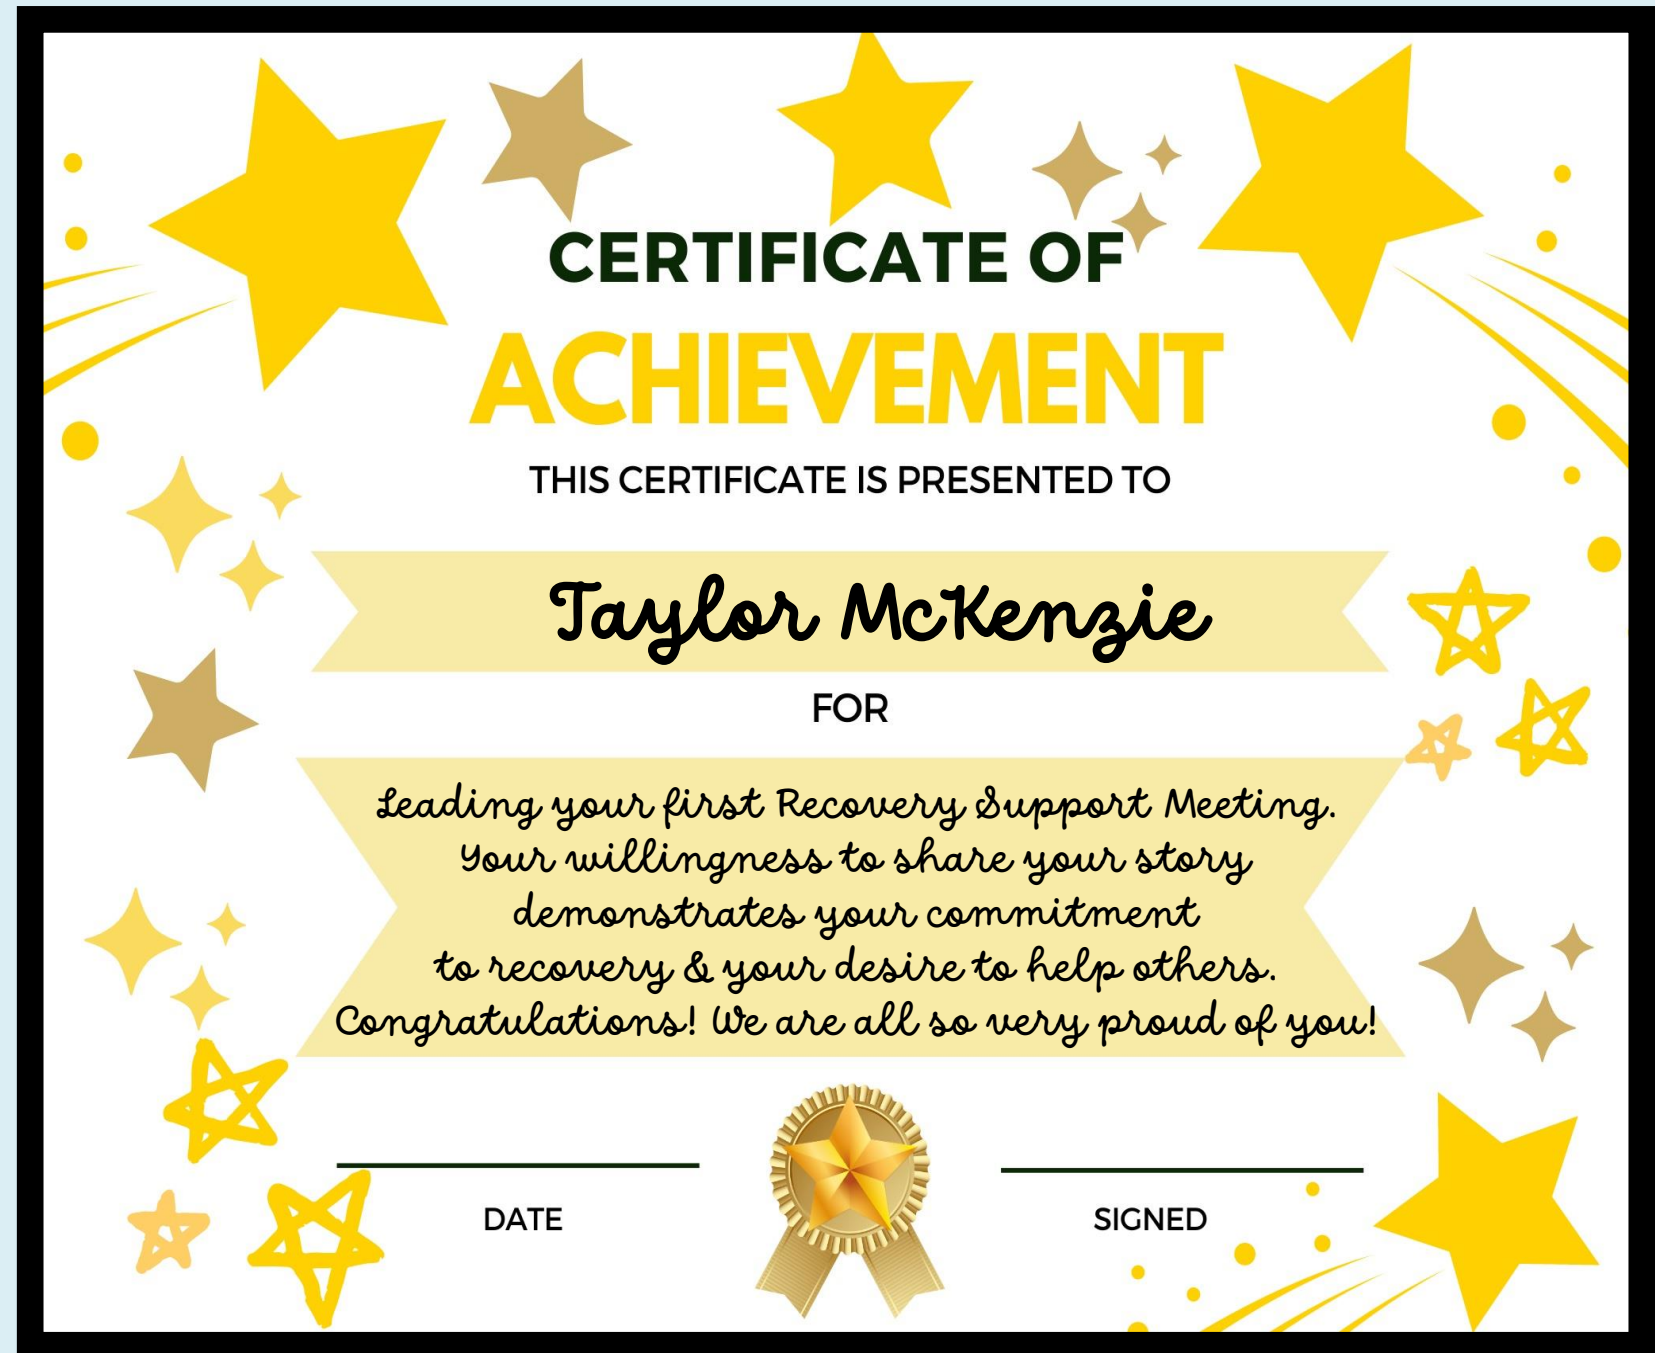 CERTIFICATE OF
ACHIEVEMENT
THIS CERTIFICATE IS PRESENTED TO
Taylor McKenzie
FOR
Leading your first Recovery Support Meeting.
Your willingness to share your story
demonstrates your commitment
to recovery & your desire to help others.
Congratulations! We are all so very proud of you!
DATE
SIGNED